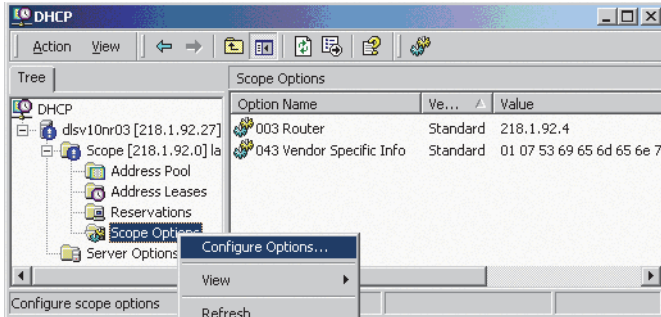 DHCP
Action View
Tree
Scope Options
DHCP
dlsv10nr03 [218.1.92.27]
Scope [218.1.92.0] la
Address Pool
Address Leases
Reservations
Scope Options
Server Options
Option Name Ve... Value
003 Router Standard 218.1.92.4
043 Vendor Specific Info Standard 01 07 53 69 65 6d 65 6e 7
Configure Options...
View
Refresh
Configure scope options